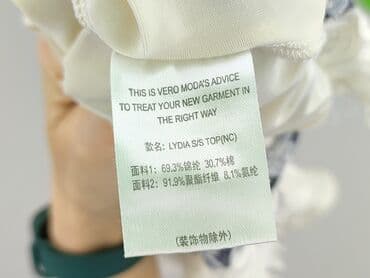 THIS IS VERO MODA'S ADVICE
TO TREAT YOUR NEW GARMENT IN
THE RIGHT WAY
款名: LYDIA S/S TOP(NC)
面料1: 69.3%锦纶 30.7%棉
面料2: 91.9%聚酯纤维 8.1%氨纶
(装饰物除外)